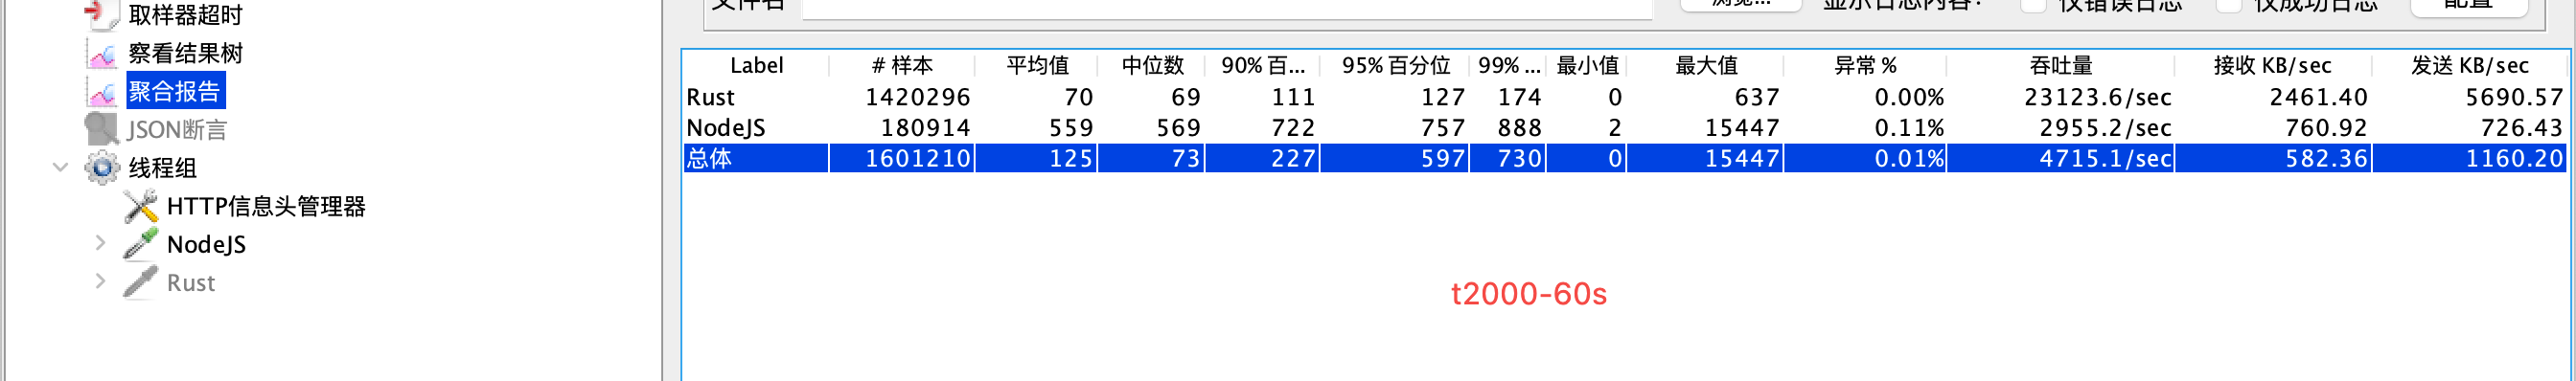 取样器超时
察看结果树
聚合报告
JSON断言
线程组
HTTP信息头管理器
NodeJS
Rust
文件名 浏览... 显示日志内容: 仅错误日志 仅成功日志 配置
Label # 样本 平均值 中位数 90% 百... 95% 百分位 99% ... 最小值 最大值 异常 % 吞吐量 接收 KB/sec 发送 KB/sec
Rust 1420296 70 69 111 127 174 0 637 0.00% 23123.6/sec 2461.40 5690.57
NodeJS 180914 559 569 722 757 888 2 15447 0.11% 2955.2/sec 760.92 726.43
总体 1601210 125 73 227 597 730 0 15447 0.01% 4715.1/sec 582.36 1160.20
t2000-60s